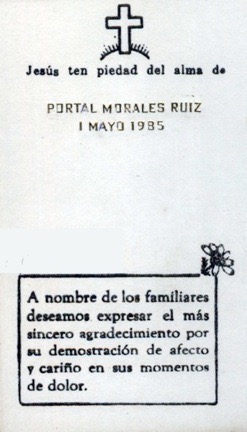 Jesús ten piedad del alma de
PORTAL MORALES RUIZ
1 MAYO 1985
A nombre de los familiares
deseamos expresar el más
sincero agradecimiento por
su demostración de afecto
y cariño en sus momentos
de dolor.